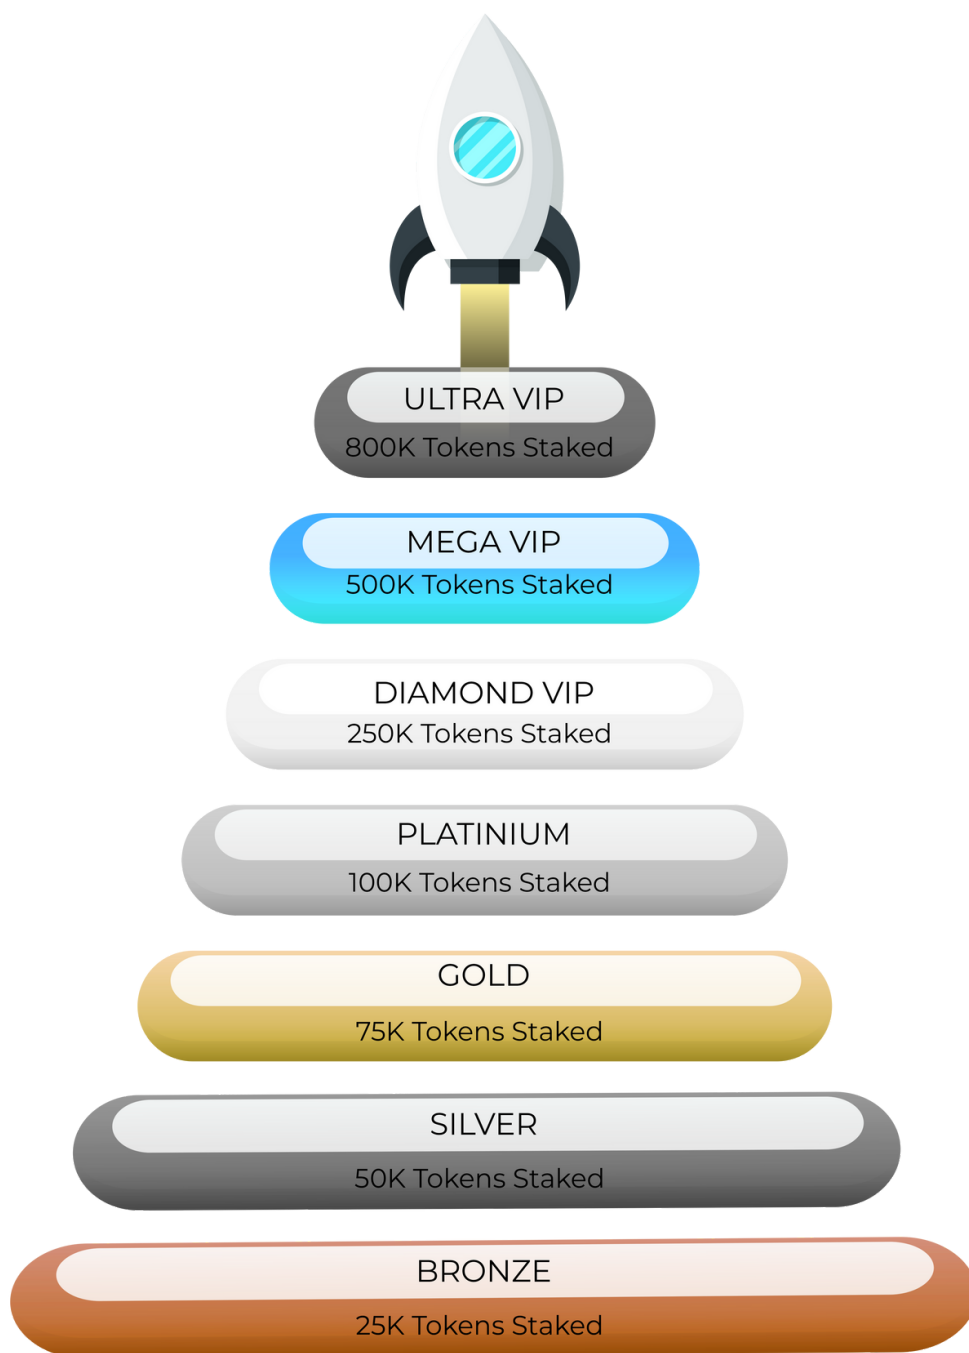 ULTRA VIP
800K Tokens Staked
MEGA VIP
500K Tokens Staked
DIAMOND VIP
250K Tokens Staked
PLATINIUM
100K Tokens Staked
GOLD
75K Tokens Staked
SILVER
50K Tokens Staked
BRONZE
25K Tokens Staked